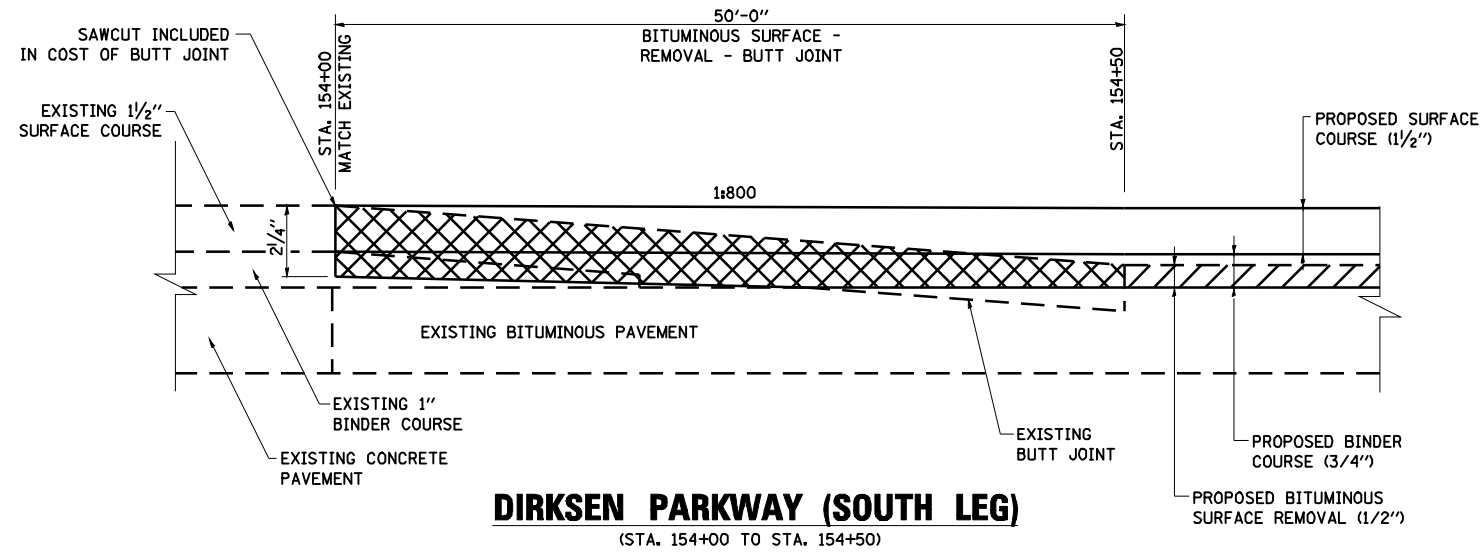 50'-0"
BITUMINOUS SURFACE -
REMOVAL - BUTT JOINT
SAWCUT INCLUDED
IN COST OF BUTT JOINT
STA. 154+00
MATCH EXISTING
STA. 154+50
EXISTING 1½"
SURFACE COURSE
PROPOSED SURFACE
COURSE (1½")
1:800
2¼"
EXISTING BITUMINOUS PAVEMENT
EXISTING 1"
BINDER COURSE
EXISTING CONCRETE
PAVEMENT
EXISTING
BUTT JOINT
PROPOSED BINDER
COURSE (3/4")
PROPOSED BITUMINOUS
SURFACE REMOVAL (1/2")
DIRKSEN PARKWAY (SOUTH LEG)
(STA. 154+00 TO STA. 154+50)